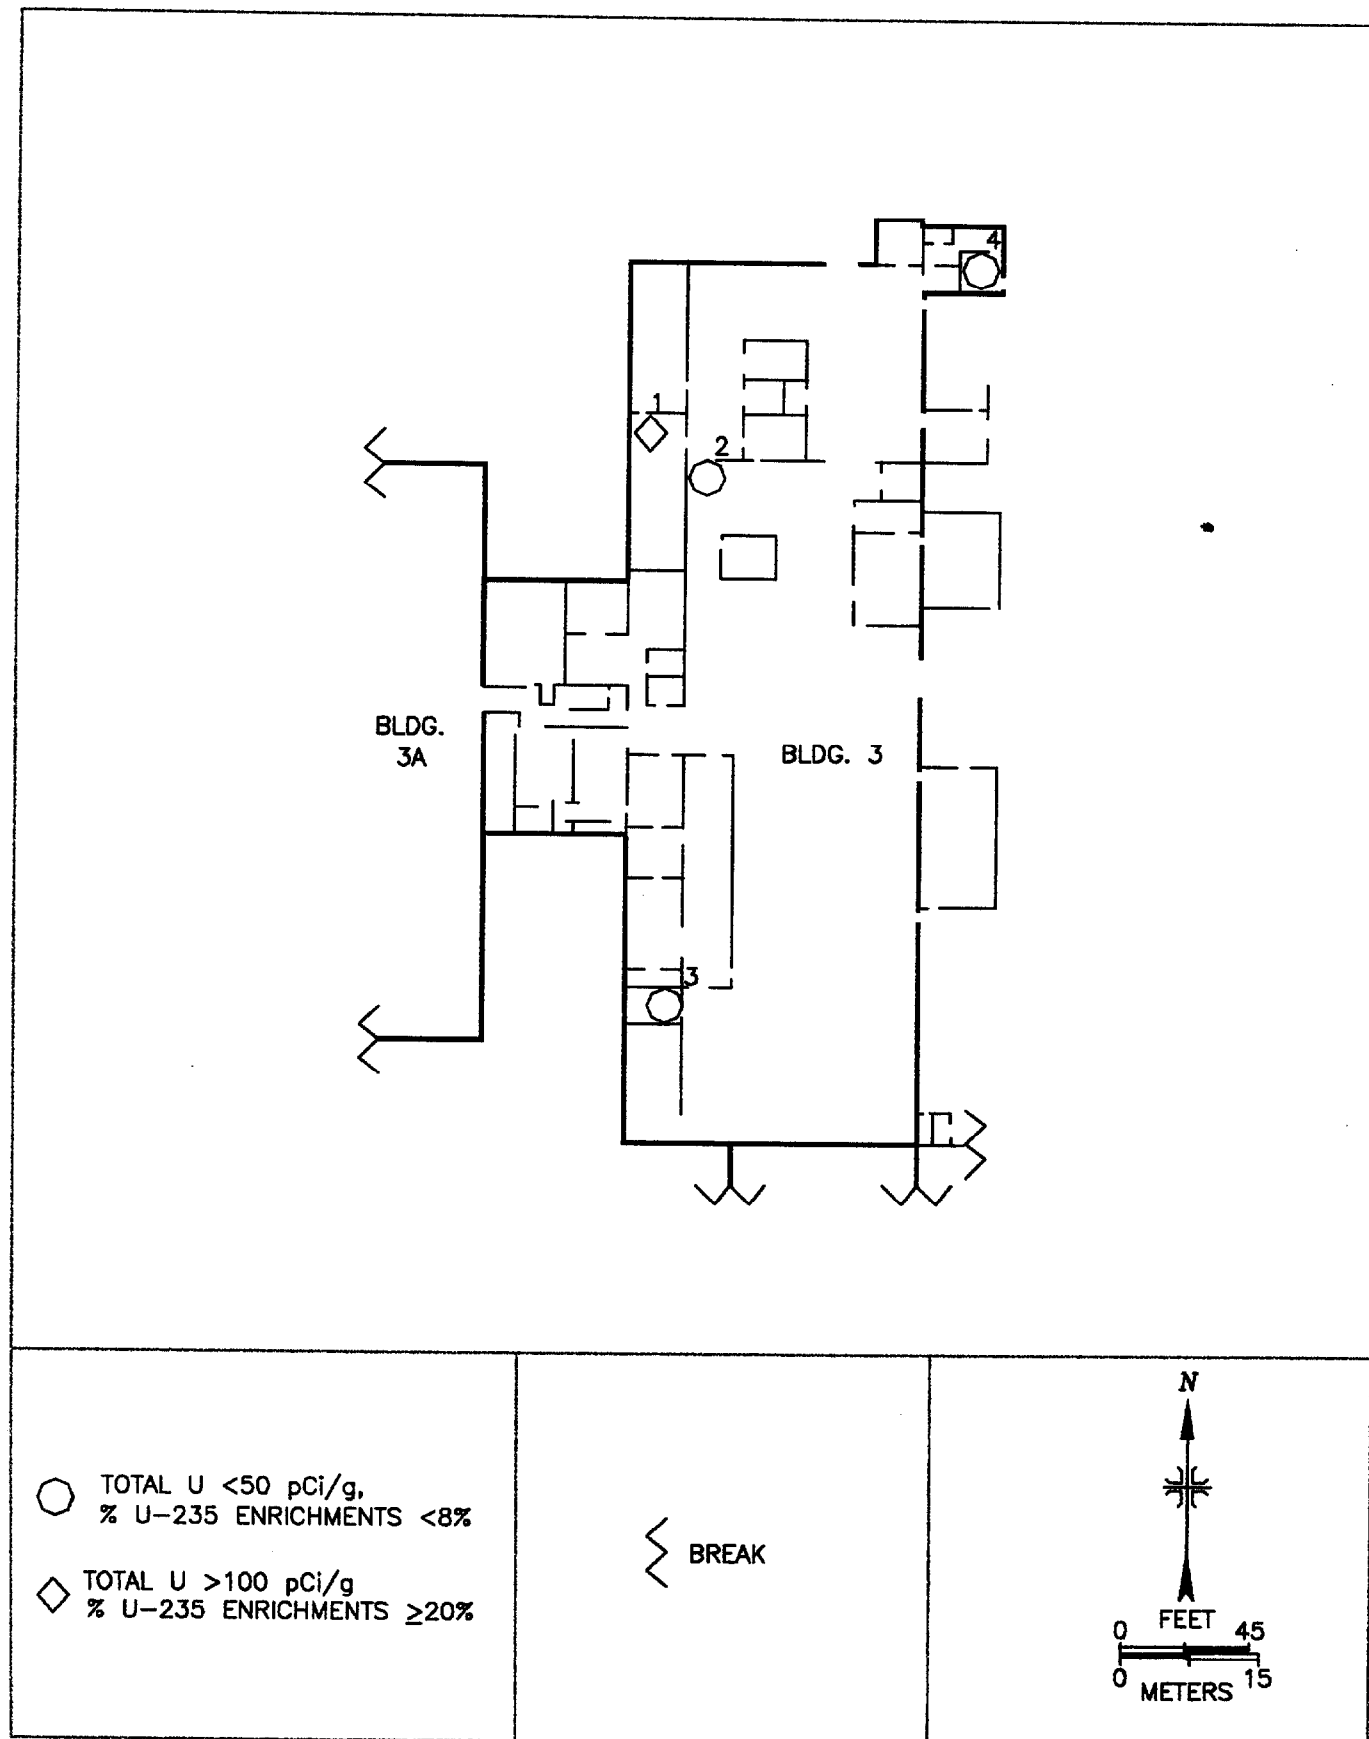 4
1
2
BLDG.
3A
BLDG. 3
3
TOTAL U <50 pCi/g,
% U-235 ENRICHMENTS <8%
TOTAL U >100 pCi/g
% U-235 ENRICHMENTS ≥20%
BREAK
N
FEET
0 45
0 15
METERS